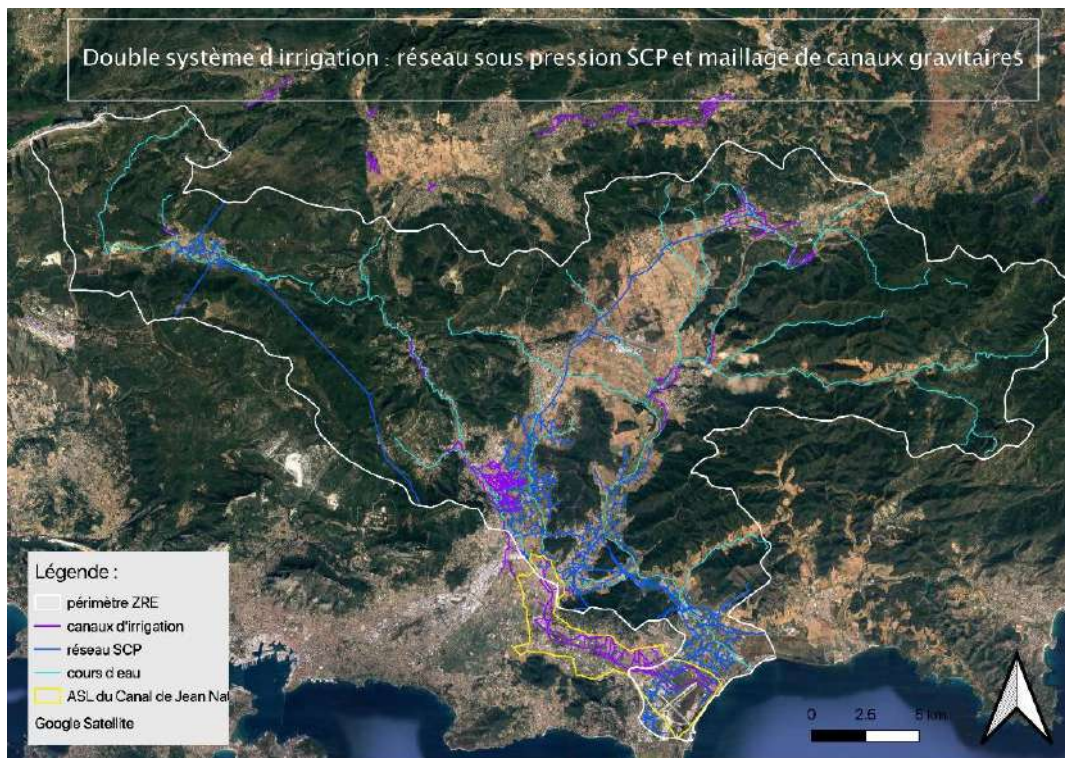 Double système d irrigation : réseau sous pression SCP et maillage de canaux gravitaires
Légende :
périmètre ZRE
canaux d'irrigation
réseau SCP
cours d'eau
ASL du Canal de Jean Nat
Google Satellite
0 2.5 5 km